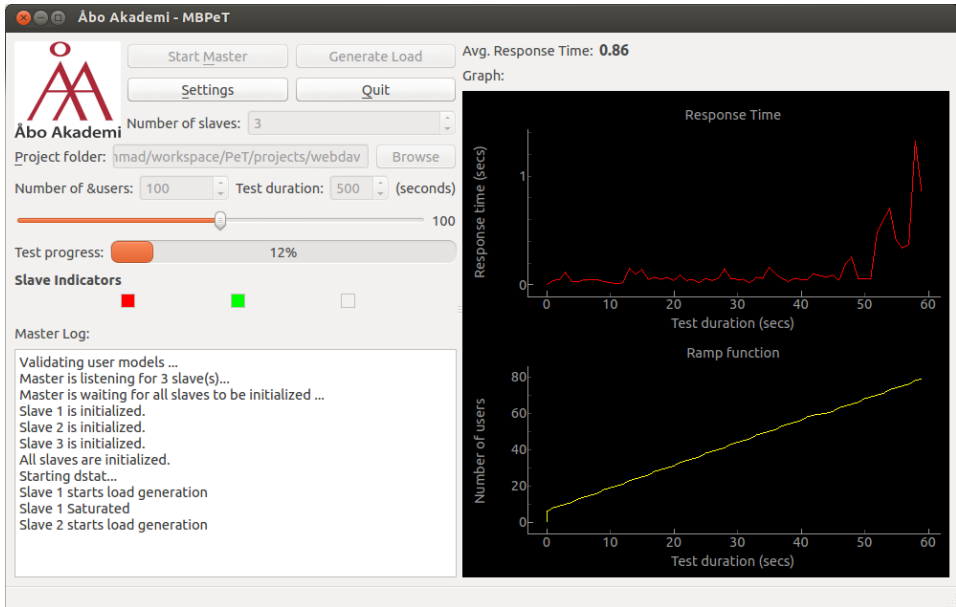 Åbo Akademi - MBPeT
Start Master
Generate Load
Settings
Quit
Åbo Akademi
Number of slaves: 3
Project folder: hmad/workspace/PeT/projects/webdav
Browse
Number of &users: 100
Test duration: 500 (seconds)
100
Test progress: 12%
Slave Indicators
Master Log:
Validating user models ...
Master is listening for 3 slave(s)...
Master is waiting for all slaves to be initialized ...
Slave 1 is initialized.
Slave 2 is initialized.
Slave 3 is initialized.
All slaves are initialized.
Starting dstat...
Slave 1 starts load generation
Slave 1 Saturated
Slave 2 starts load generation
Avg. Response Time: 0.86
Graph:
Response Time
Response time (secs)
1
0
0 10 20 30 40 50 60
Test duration (secs)
Ramp function
Number of users
80
60
40
20
0
0 10 20 30 40 50 60
Test duration (secs)